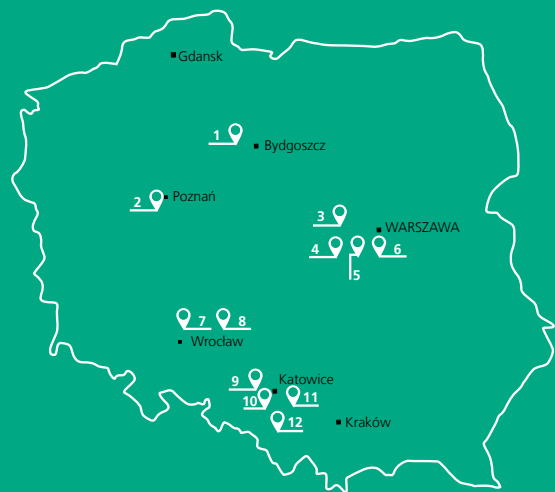 Gdansk
1
Bydgoszcz
2
Poznań
3
WARSZAWA
4
5
6
7
8
Wrocław
9
Katowice
10
11
12
Kraków